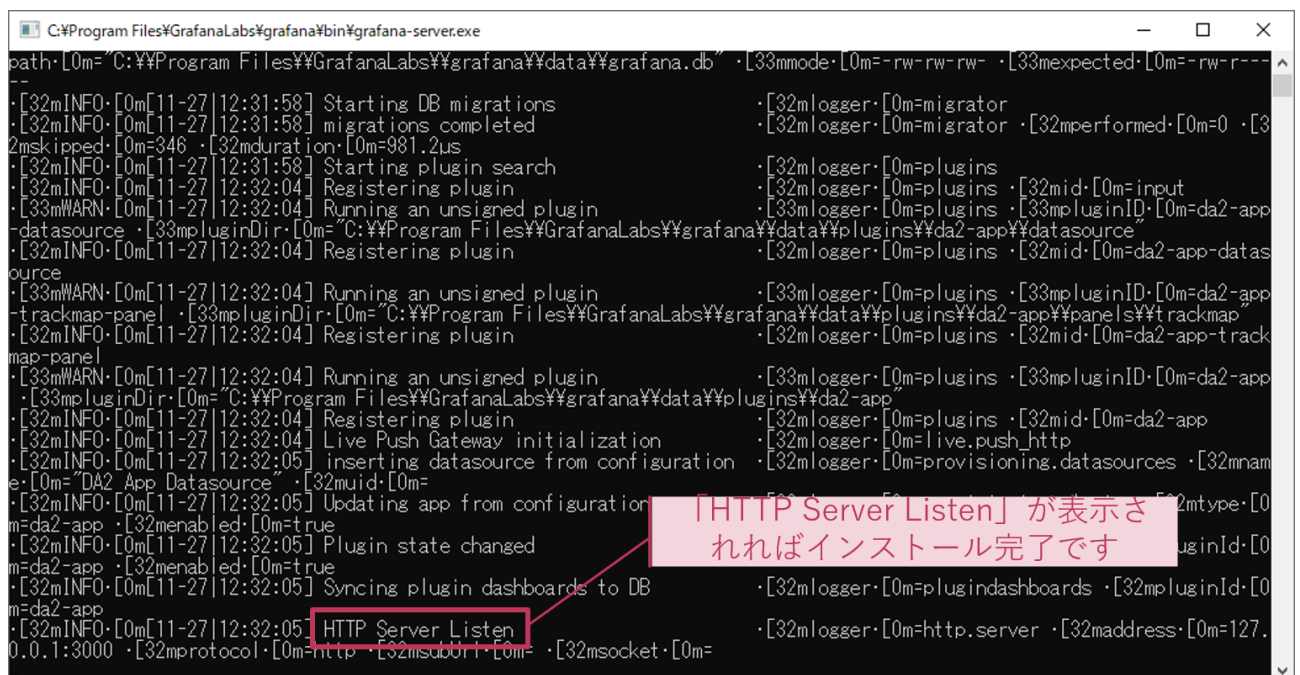 C:¥Program Files¥GrafanaLabs¥grafana¥bin¥grafana-server.exe
path·[0m="C:¥¥Program Files¥¥GrafanaLabs¥¥grafana¥¥data¥¥grafana.db" ·[33mmode·[0m=-rw-rw-rw- ·[33mexpected·[0m=-rw-r---
--
·[32mINFO·[0m[11-27|12:31:58] Starting DB migrations ·[32mlogger·[0m=migrator
·[32mINFO·[0m[11-27|12:31:58] migrations completed ·[32mlogger·[0m=migrator ·[32mperformed·[0m=0 ·[3
2mskipped·[0m=346 ·[32mduration·[0m=981.2µs
·[32mINFO·[0m[11-27|12:31:58] Starting plugin search ·[32mlogger·[0m=plugins
·[32mINFO·[0m[11-27|12:32:04] Registering plugin ·[32mlogger·[0m=plugins ·[32mid·[0m=input
·[33mWARN·[0m[11-27|12:32:04] Running an unsigned plugin ·[33mlogger·[0m=plugins ·[33mpluginID·[0m=da2-app
-datasource ·[33mpluginDir·[0m="C:¥¥Program Files¥¥GrafanaLabs¥¥grafana¥¥data¥¥plugins¥¥da2-app¥¥datasource"
·[32mINFO·[0m[11-27|12:32:04] Registering plugin ·[32mlogger·[0m=plugins ·[32mid·[0m=da2-app-datas
ource
·[33mWARN·[0m[11-27|12:32:04] Running an unsigned plugin ·[33mlogger·[0m=plugins ·[33mpluginID·[0m=da2-app
-trackmap-panel ·[33mpluginDir·[0m="C:¥¥Program Files¥¥GrafanaLabs¥¥grafana¥¥data¥¥plugins¥¥da2-app¥¥panels¥¥trackmap"
·[32mINFO·[0m[11-27|12:32:04] Registering plugin ·[32mlogger·[0m=plugins ·[32mid·[0m=da2-app-track
map-panel
·[33mWARN·[0m[11-27|12:32:04] Running an unsigned plugin ·[33mlogger·[0m=plugins ·[33mpluginID·[0m=da2-app
·[33mpluginDir·[0m="C:¥¥Program Files¥¥GrafanaLabs¥¥grafana¥¥data¥¥plugins¥¥da2-app"
·[32mINFO·[0m[11-27|12:32:04] Registering plugin ·[32mlogger·[0m=plugins ·[32mid·[0m=da2-app
·[32mINFO·[0m[11-27|12:32:04] Live Push Gateway initialization ·[32mlogger·[0m=live.push_http
·[32mINFO·[0m[11-27|12:32:05] inserting datasource from configuration ·[32mlogger·[0m=provisioning.datasources ·[32mnam
e·[0m="DA2 App Datasource" ·[32muid·[0m=
·[32mINFO·[0m[11-27|12:32:05] Updating app from configuration 2mtype·[0
m=da2-app ·[32menabled·[0m=true
·[32mINFO·[0m[11-27|12:32:05] Plugin state changed uginId·[0
m=da2-app ·[32menabled·[0m=true
「HTTP Server Listen」が表示さ
れればインストール完了です
·[32mINFO·[0m[11-27|12:32:05] Syncing plugin dashboards to DB ·[32mlogger·[0m=plugindashboards ·[32mpluginId·[0
m=da2-app
·[32mINFO·[0m[11-27|12:32:05] HTTP Server Listen ·[32mlogger·[0m=http.server ·[32maddress·[0m=127.
0.0.1:3000 ·[32mprotocol·[0m=http ·[32msubUrl·[0m= ·[32msocket·[0m=